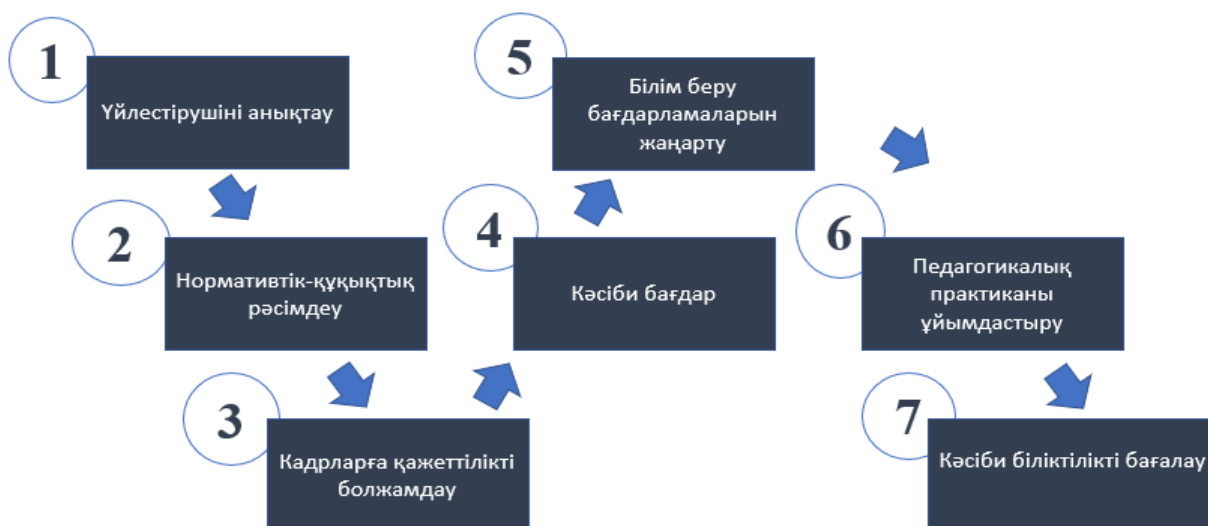 1
Үйлестірушіні анықтау
2
Нормативтік-құқықтық
рәсімдеу
3
Кадрларға қажеттілікті
болжамдау
4
Кәсіби бағдар
5
Білім беру
бағдарламаларын
жаңарту
6
Педагогикалық
практиканы
ұйымдастыру
7
Кәсіби біліктілікті бағалау